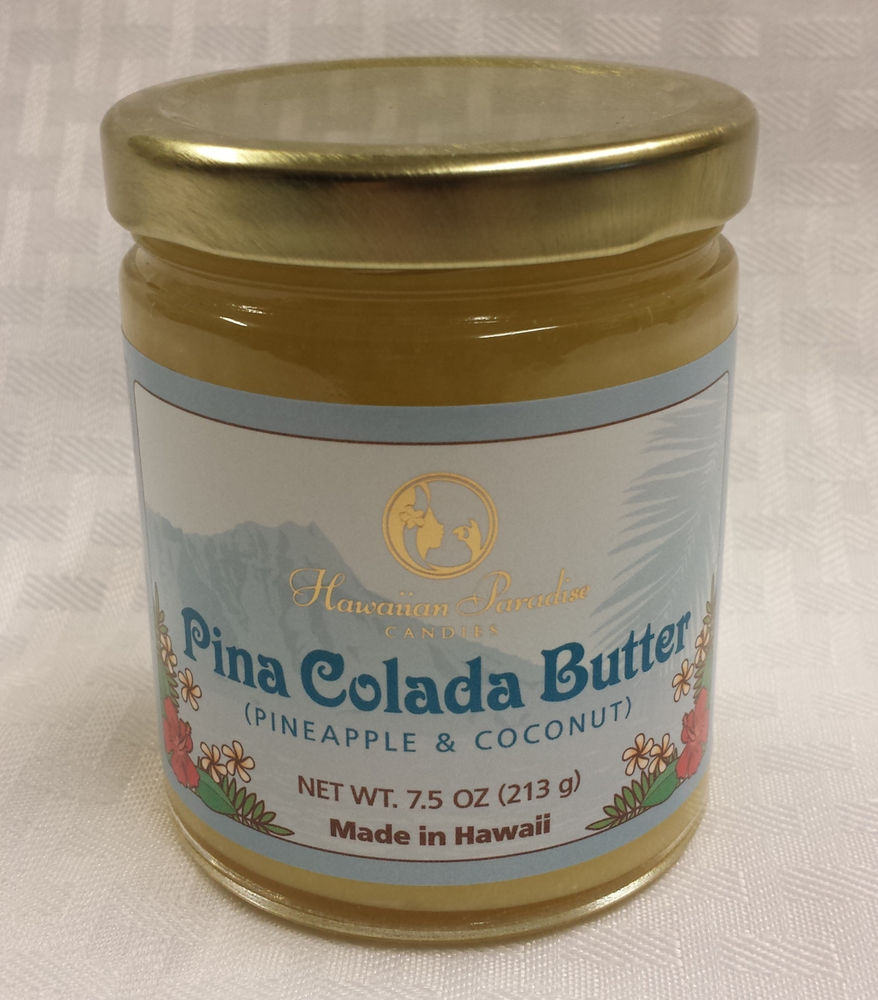 Hawaiian Paradise
CANDIES
Pina Colada Butter
(PINEAPPLE & COCONUT)
NET WT. 7.5 OZ (213 g)
Made in Hawaii